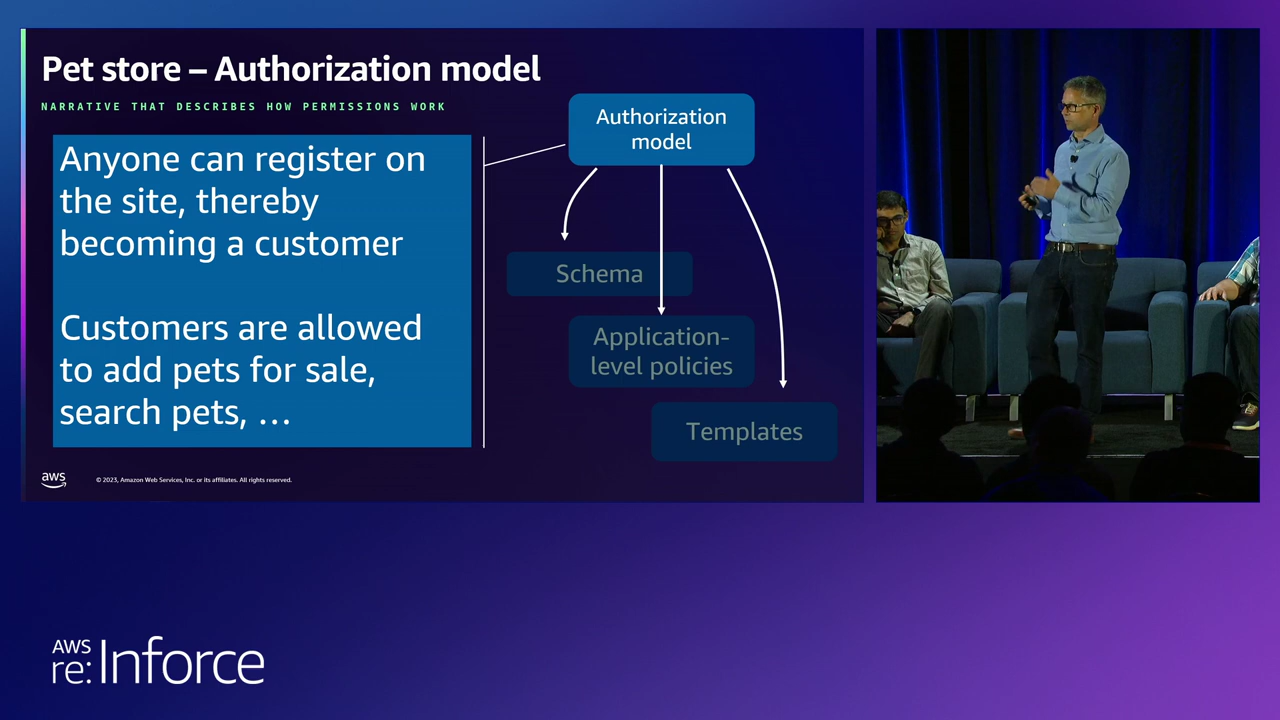 Pet store – Authorization model
NARRATIVE THAT DESCRIBES HOW PERMISSIONS WORK
Anyone can register on
the site, thereby
becoming a customer
Customers are allowed
to add pets for sale,
search pets, …
Authorization
model
Schema
Application-
level policies
Templates
aws
© 2023, Amazon Web Services, Inc. or its affiliates. All rights reserved.
AWS
re:Inforce